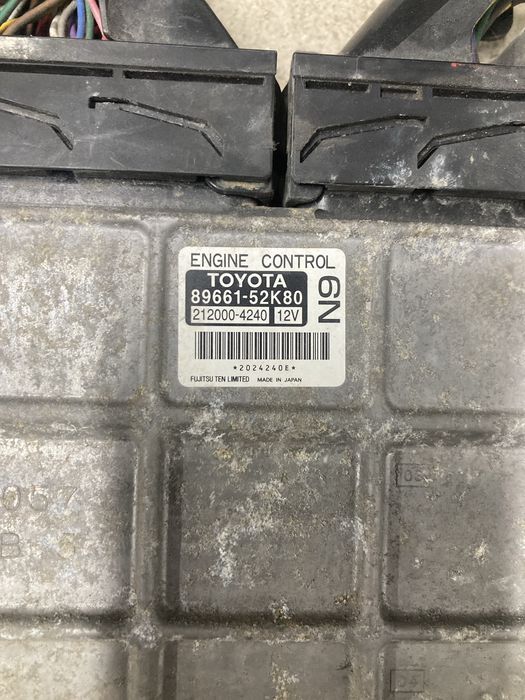 ENGINE CONTROL
TOYOTA
89661-52K80
212000-4240 12V
N9
*2024240E*
FUJITSU TEN LIMITED MADE IN JAPAN